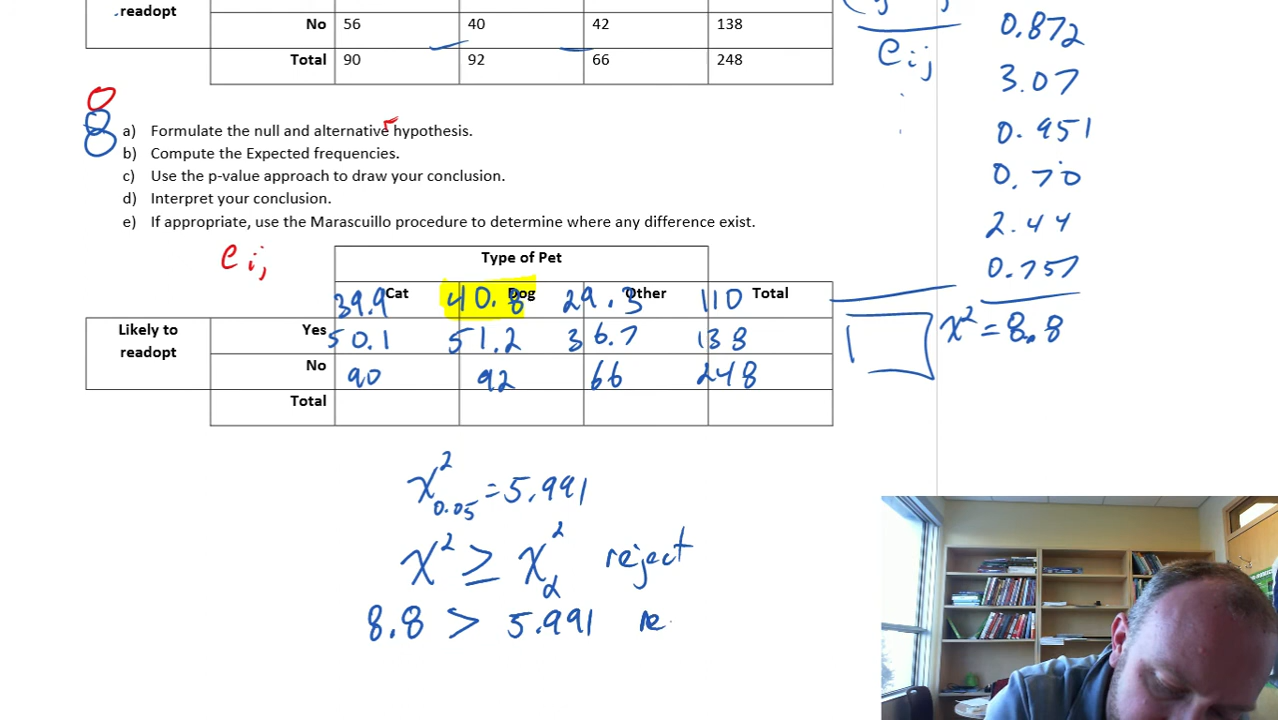 readopt
No 56 40 42 138
Total 90 92 66 248
eij
0.872
3.07
0.951
0.70
2.44
0.757
χ² = 8.8
8
a) Formulate the null and alternative hypothesis.
b) Compute the Expected frequencies.
c) Use the p-value approach to draw your conclusion.
d) Interpret your conclusion.
e) If appropriate, use the Marascuillo procedure to determine where any difference exist.
eij
Type of Pet
Cat Dog Other Total
39.9 40.8 29.3 110
Likely to readopt
Yes 50.1 51.2 36.7 138
No 90 92 66 248
Total
χ²0.05 = 5.991
χ² ≥ χ²α reject
8.8 > 5.991 re